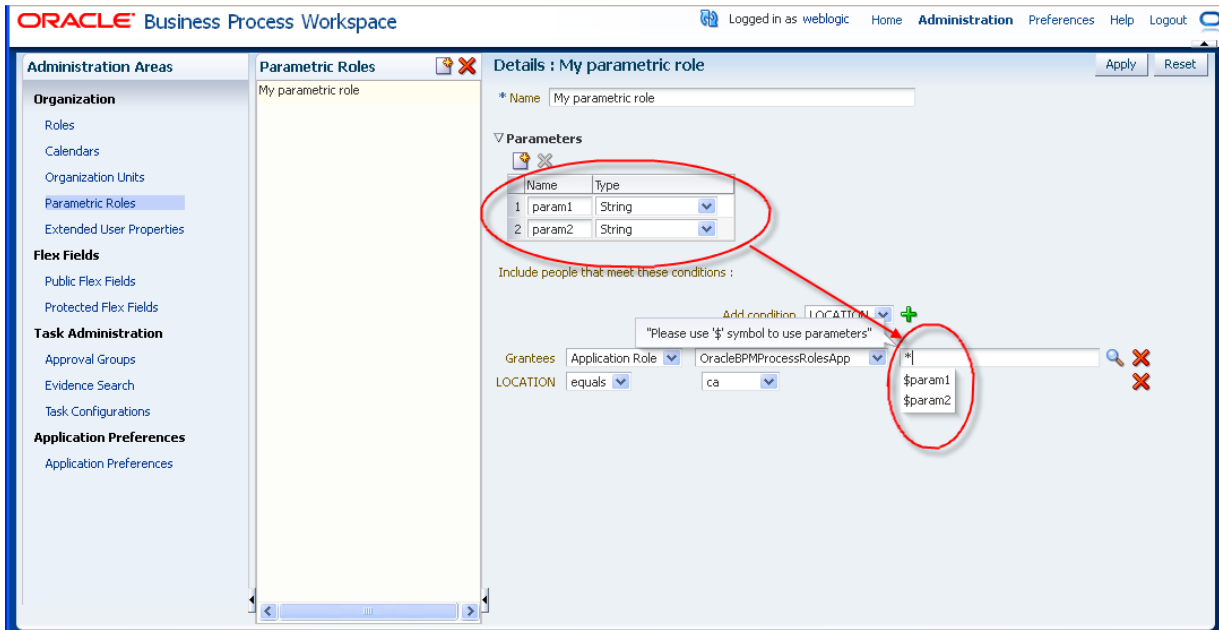 ORACLE Business Process Workspace
Logged in as weblogic Home Administration Preferences Help Logout
Administration Areas
Organization
Roles
Calendars
Organization Units
Parametric Roles
Extended User Properties
Flex Fields
Public Flex Fields
Protected Flex Fields
Task Administration
Approval Groups
Evidence Search
Task Configurations
Application Preferences
Application Preferences
Parametric Roles
My parametric role
Details : My parametric role
Apply Reset
* Name My parametric role
Parameters
Name Type
1 param1 String
2 param2 String
Include people that meet these conditions :
Add condition LOCATION
"Please use '$' symbol to use parameters"
Grantees Application Role OracleBPMProcessRolesApp *
LOCATION equals ca
$param1
$param2